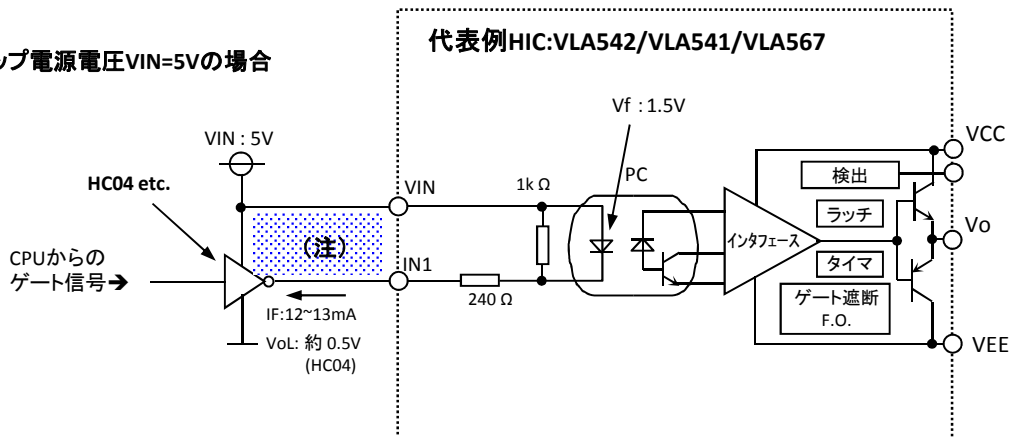 代表例HIC:VLA542/VLA541/VLA567
プ電源電圧VIN=5Vの場合
Vf : 1.5V
VIN : 5V
VCC
HC04 etc.
VIN
1k Ω
PC
検出
ラッチ
(注)
インタフェース
Vo
CPUからの
ゲート信号→
IN1
タイマ
240 Ω
ゲート遮断
F.O.
IF:12~13mA
VoL: 約 0.5V
(HC04)
VEE